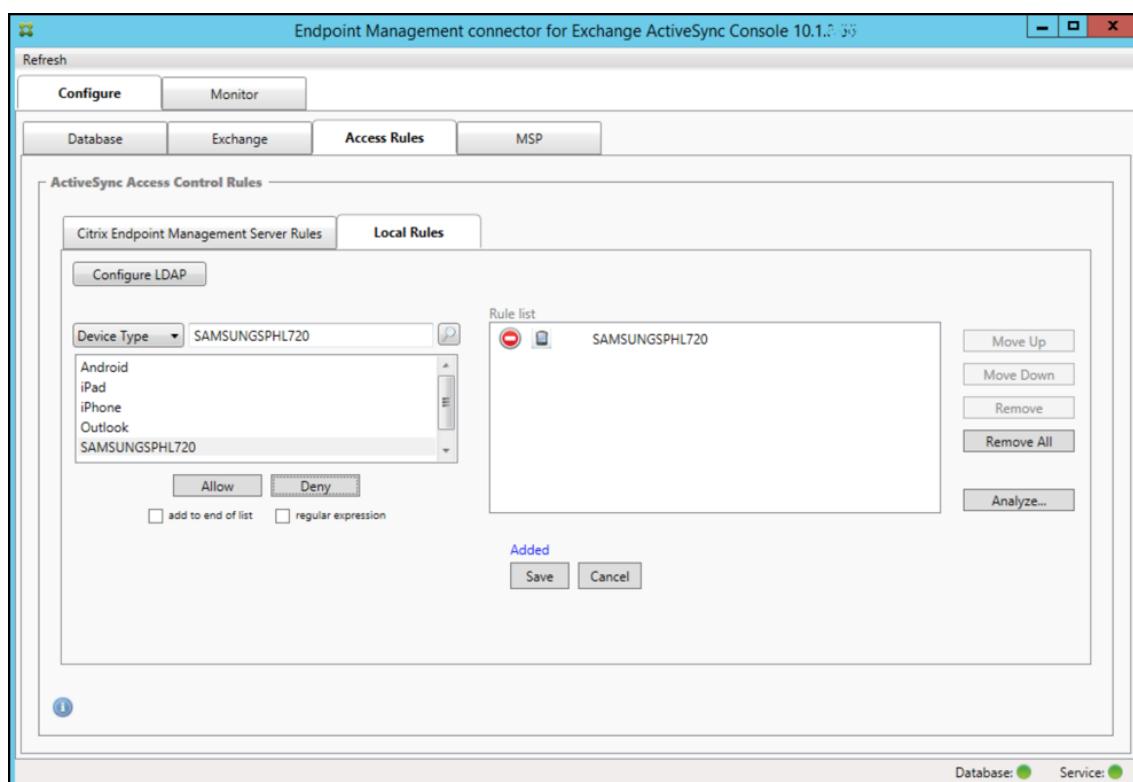 Endpoint Management connector for Exchange ActiveSync Console 10.1.
Refresh
Configure Monitor
Database Exchange Access Rules MSP
ActiveSync Access Control Rules
Citrix Endpoint Management Server Rules Local Rules
Configure LDAP
Rule list
Device Type SAMSUNGSPHL720
SAMSUNGSPHL720
Move Up
Android
iPad
iPhone
Outlook
SAMSUNGSPHL720
Move Down
Remove
Remove All
Allow Deny
Analyze...
add to end of list regular expression
Added
Save Cancel
Database: Service: